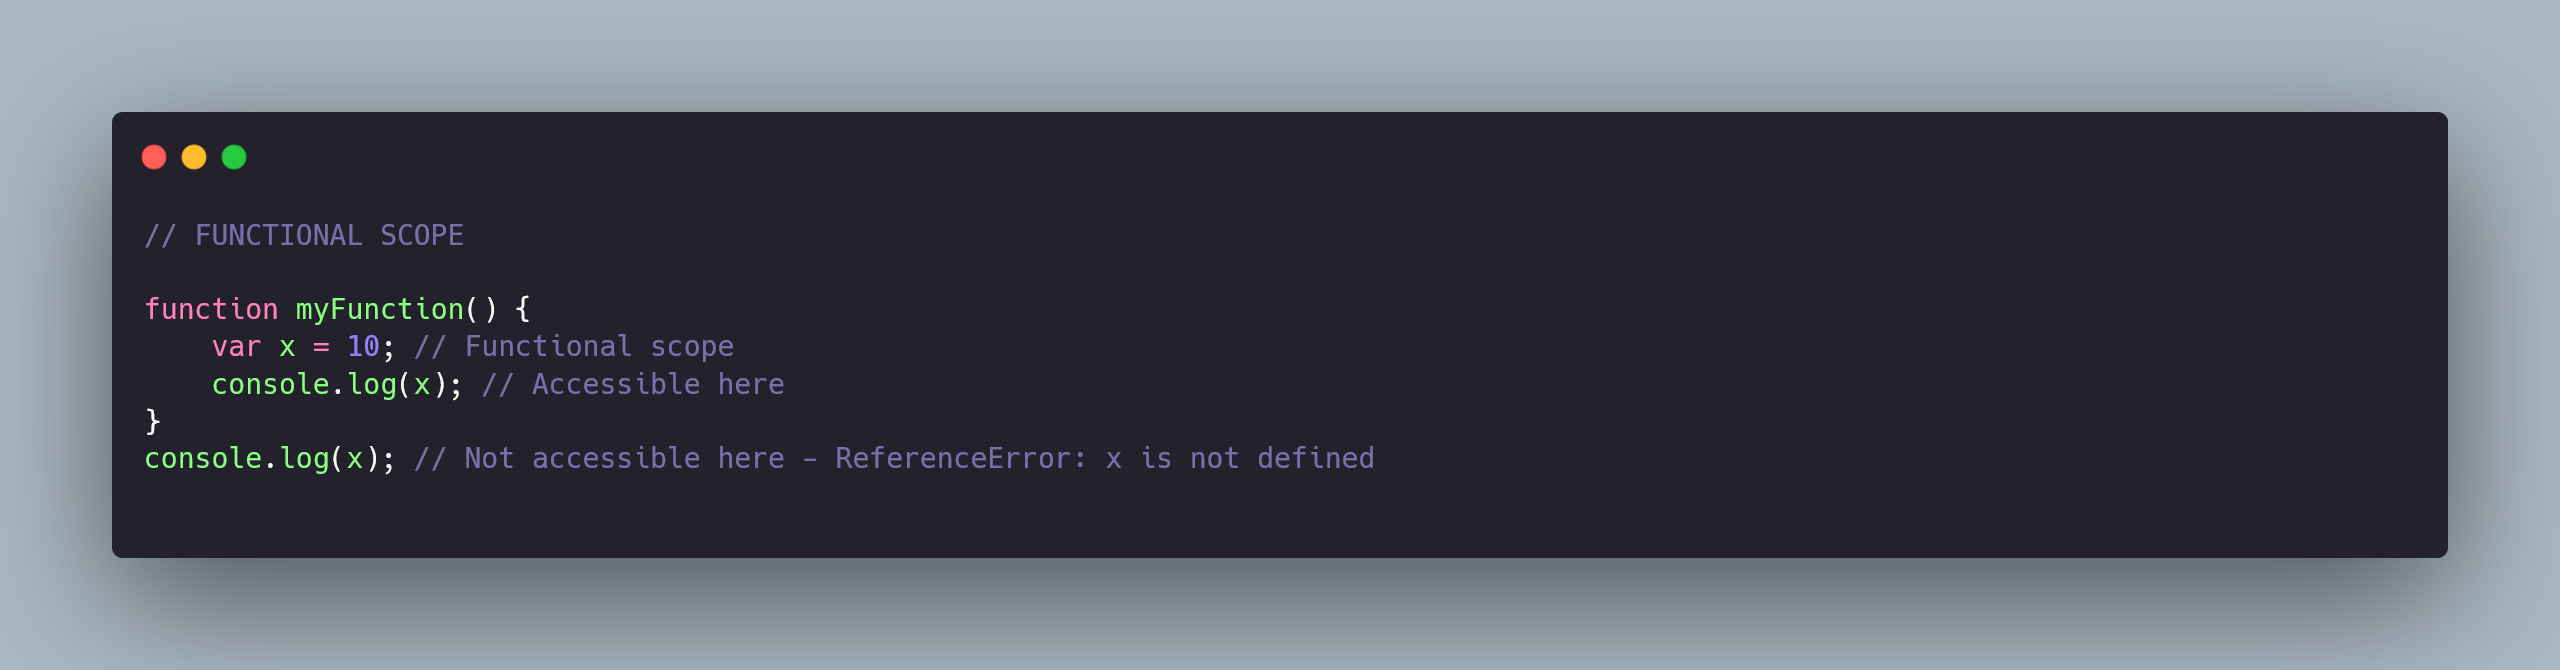 // FUNCTIONAL SCOPE

function myFunction() {
    var x = 10; // Functional scope
    console.log(x); // Accessible here
}
console.log(x); // Not accessible here - ReferenceError: x is not defined